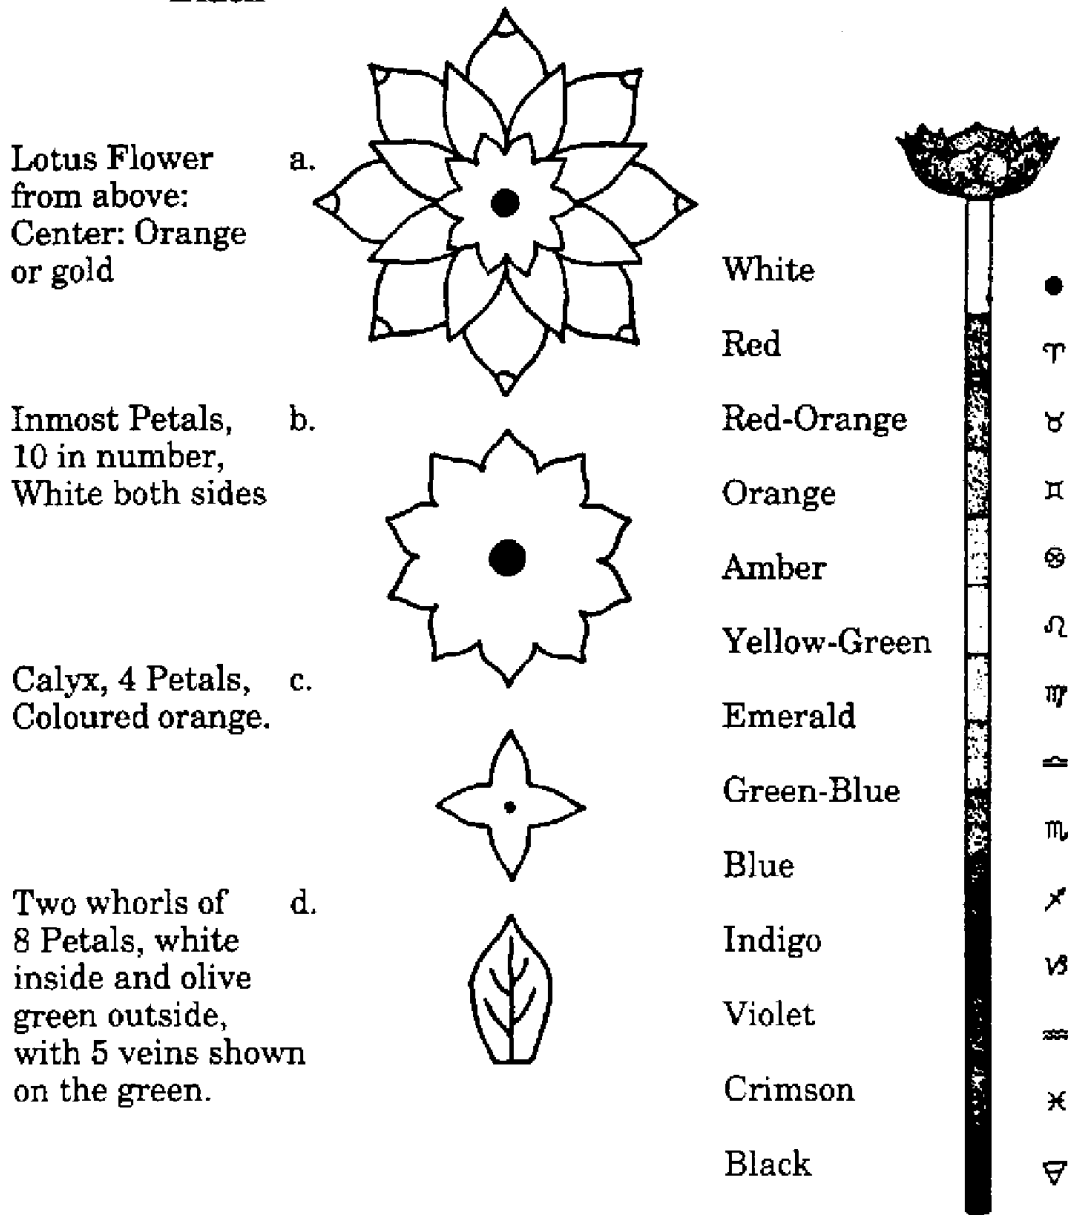 Lotus Flower a.
from above:
Center: Orange
or gold
Inmost Petals, b.
10 in number,
White both sides
Calyx, 4 Petals, c.
Coloured orange.
Two whorls of d.
8 Petals, white
inside and olive
green outside,
with 5 veins shown
on the green.
White
Red ♈
Red-Orange ♉
Orange ♊
Amber ♋
Yellow-Green ♌
Emerald ♍
Green-Blue ♎
Blue ♏
Indigo ♐
Violet ♑
Crimson ♒
Black ♓